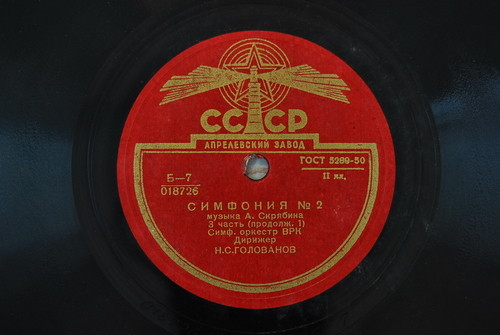 СССР
АПРЕЛЕВСКИЙ ЗАВОД
ГОСТ 5289-50
Б—7
018726
II кл.
СИМФОНИЯ № 2
музыка А. Скрябина
3 часть (продолж. 1)
Симф. оркестр ВРК
Дирижер
Н.С.ГОЛОВАНОВ